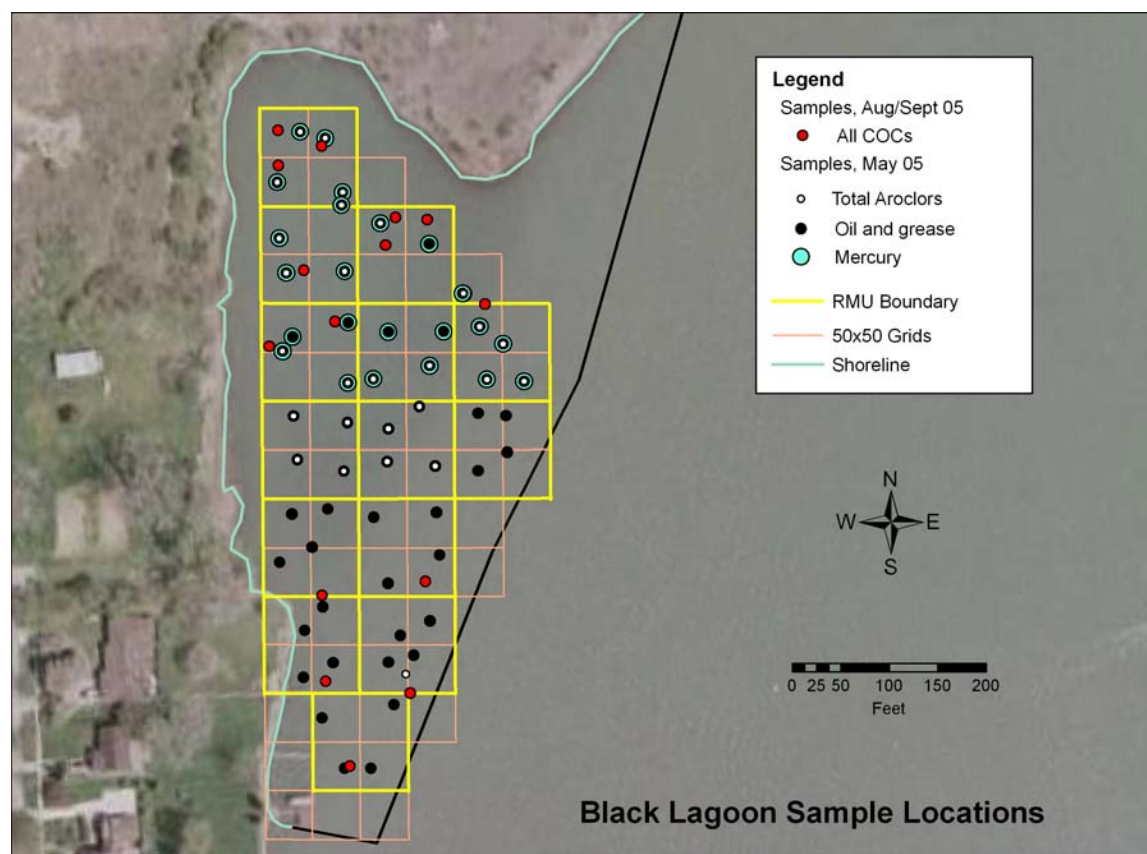 Legend
Samples, Aug/Sept 05
All COCs
Samples, May 05
Total Aroclors
Oil and grease
Mercury
RMU Boundary
50x50 Grids
Shoreline
N
W E
S
0 25 50 100 150 200
Feet
Black Lagoon Sample Locations